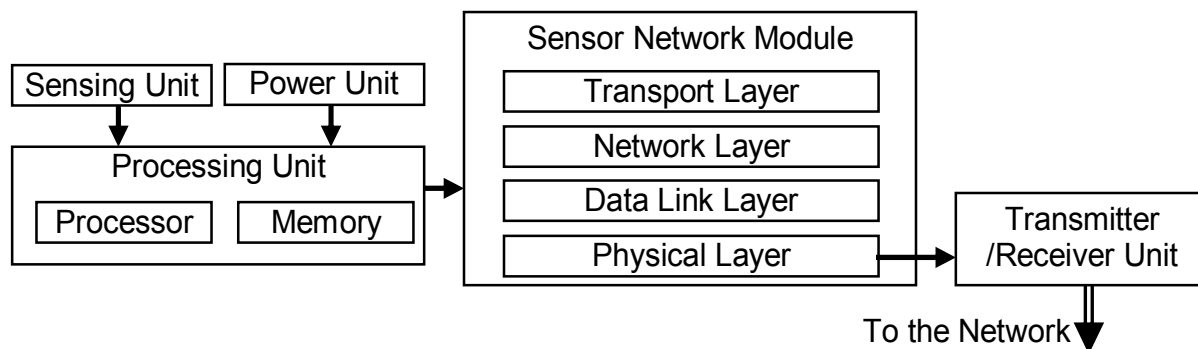 Sensor Network Module
Sensing Unit
Power Unit
Transport Layer
Processing Unit
Network Layer
Processor
Memory
Data Link Layer
Physical Layer
Transmitter
/Receiver Unit
To the Network